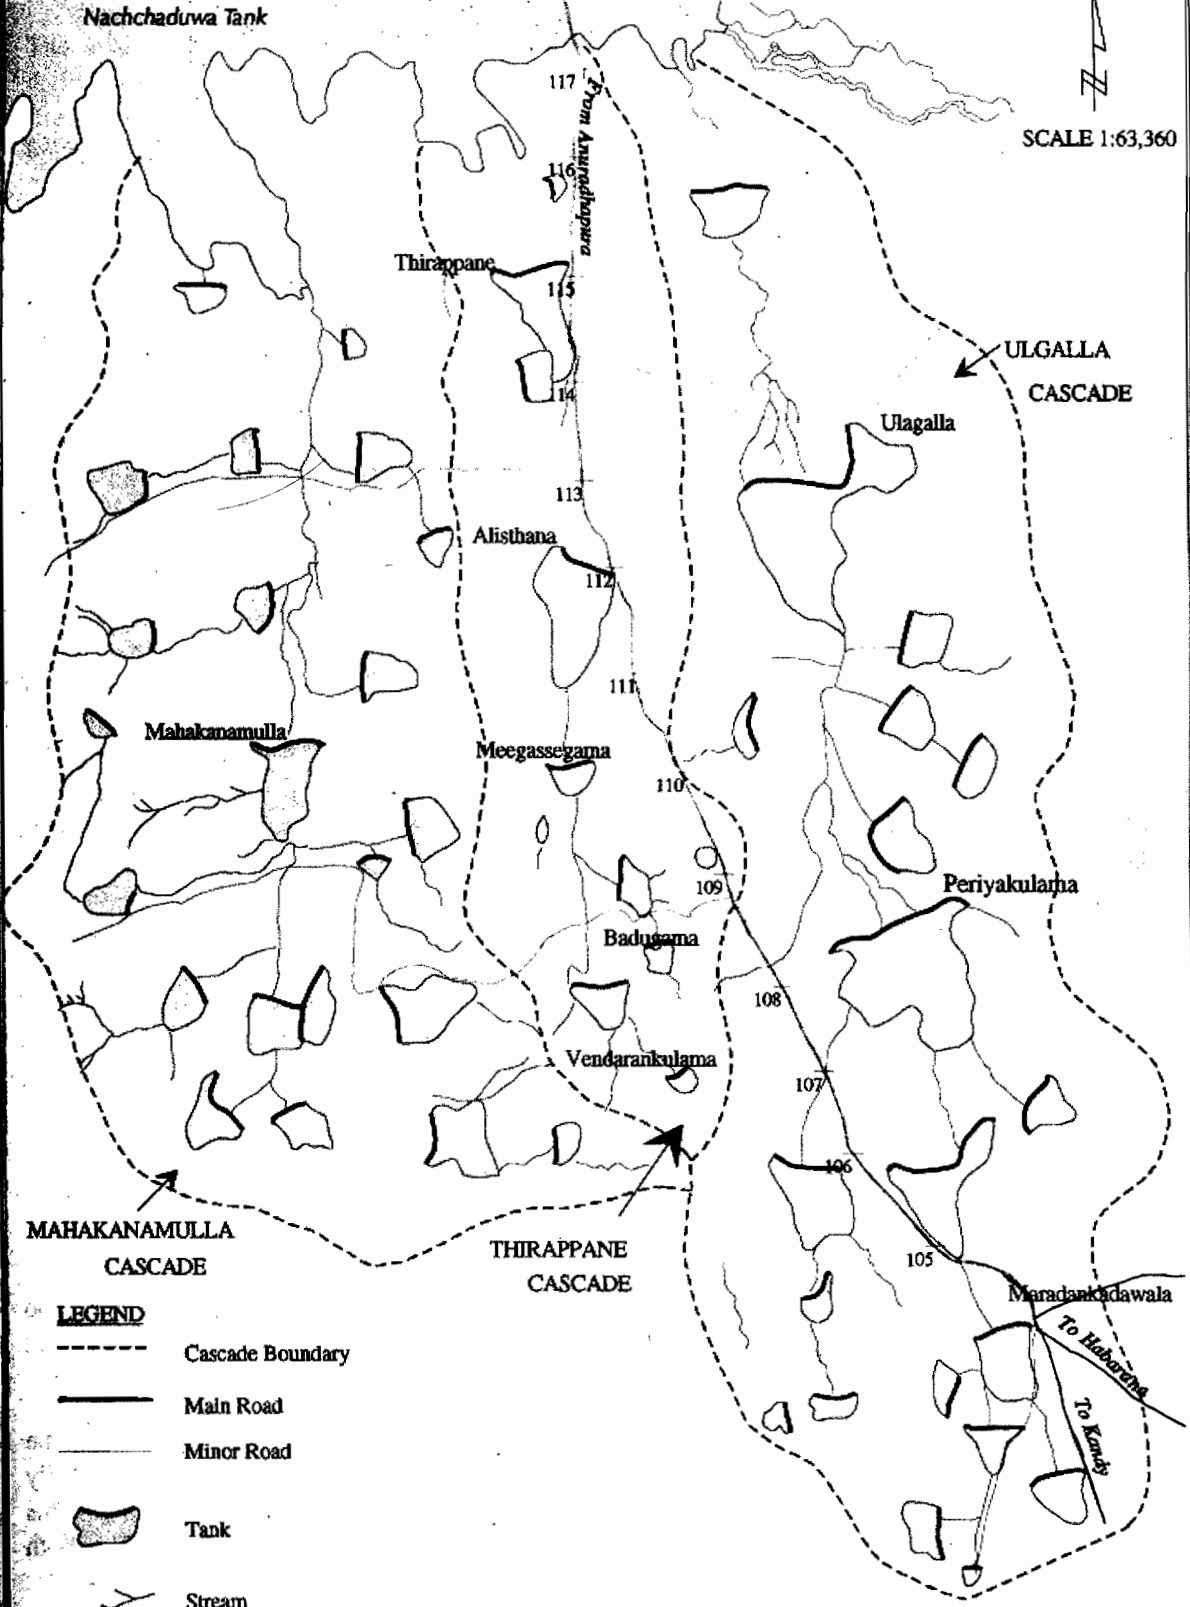 Nachchaduwa Tank
SCALE 1:63,360
117
From Anuradhapura
116
Thirappane
115
ULGALLA
CASCADE
114
Ulagalla
113
Alisthana
112
111
Mahakanamulla
Meegassegama
110
109
Periyakulama
Badugama
108
Vendarankulama
107
106
MAHAKANAMULLA
CASCADE
THIRAPPANE
CASCADE
105
Maradankadawala
To Habarana
To Kandy
LEGEND
Cascade Boundary
Main Road
Minor Road
Tank
Stream